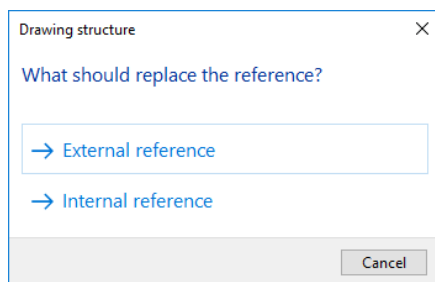 Drawing structure
What should replace the reference?
External reference
Internal reference
Cancel